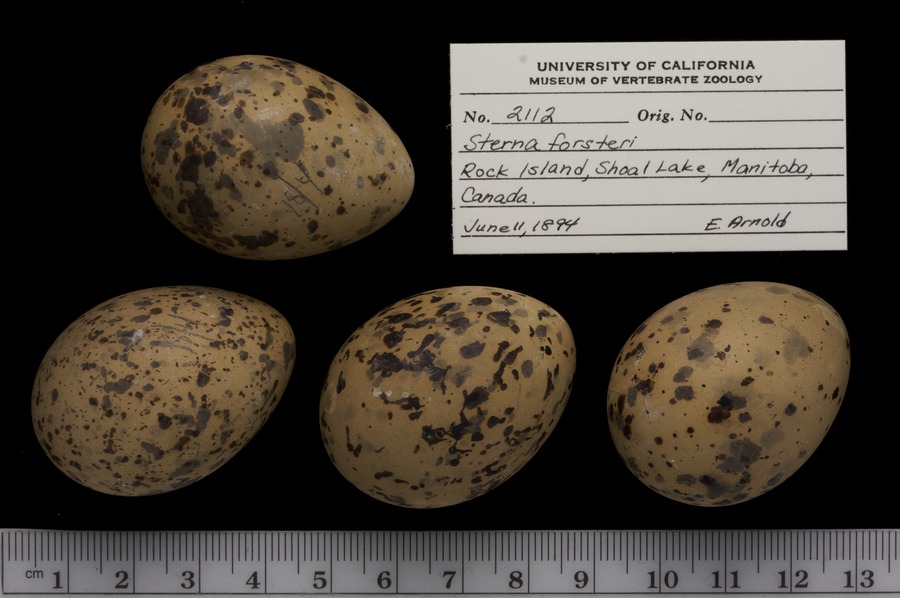 UNIVERSITY OF CALIFORNIA
MUSEUM OF VERTEBRATE ZOOLOGY
No. 2112 Orig. No.
Sterna forsteri
Rock Island, Shoal Lake, Manitoba,
Canada.
June 11, 1894 E. Arnold
cm 1 2 3 4 5 6 7 8 9 10 11 12 13